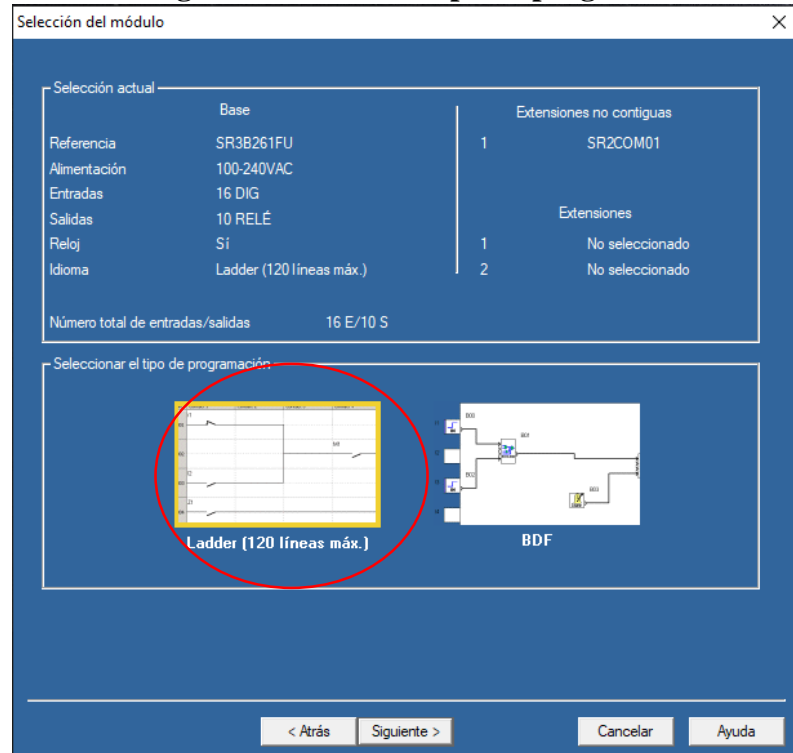 Selección del módulo
Selección actual
Base
Referencia SR3B261FU
Alimentación 100-240VAC
Entradas 16 DIG
Salidas 10 RELÉ
Reloj Sí
Idioma Ladder (120 líneas máx.)
Número total de entradas/salidas 16 E/10 S
Extensiones no contiguas
1 SR2COM01
Extensiones
1 No seleccionado
2 No seleccionado
Seleccionar el tipo de programación
Ladder (120 líneas máx.)
BDF
< Atrás
Siguiente >
Cancelar
Ayuda